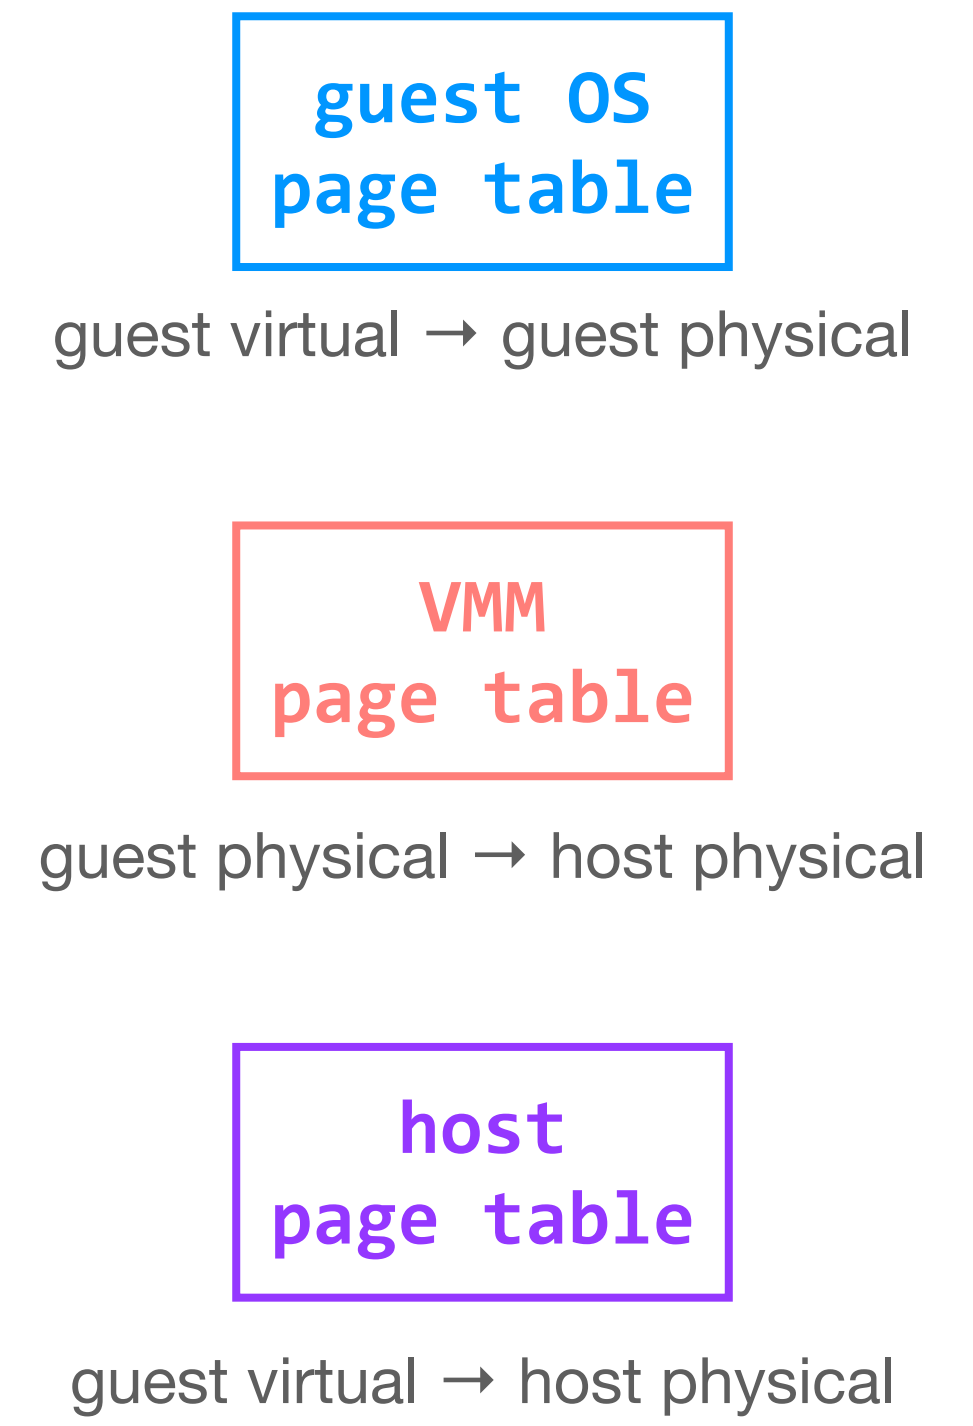 guest OS
page table
guest virtual → guest physical
VMM
page table
guest physical → host physical
host
page table
guest virtual → host physical